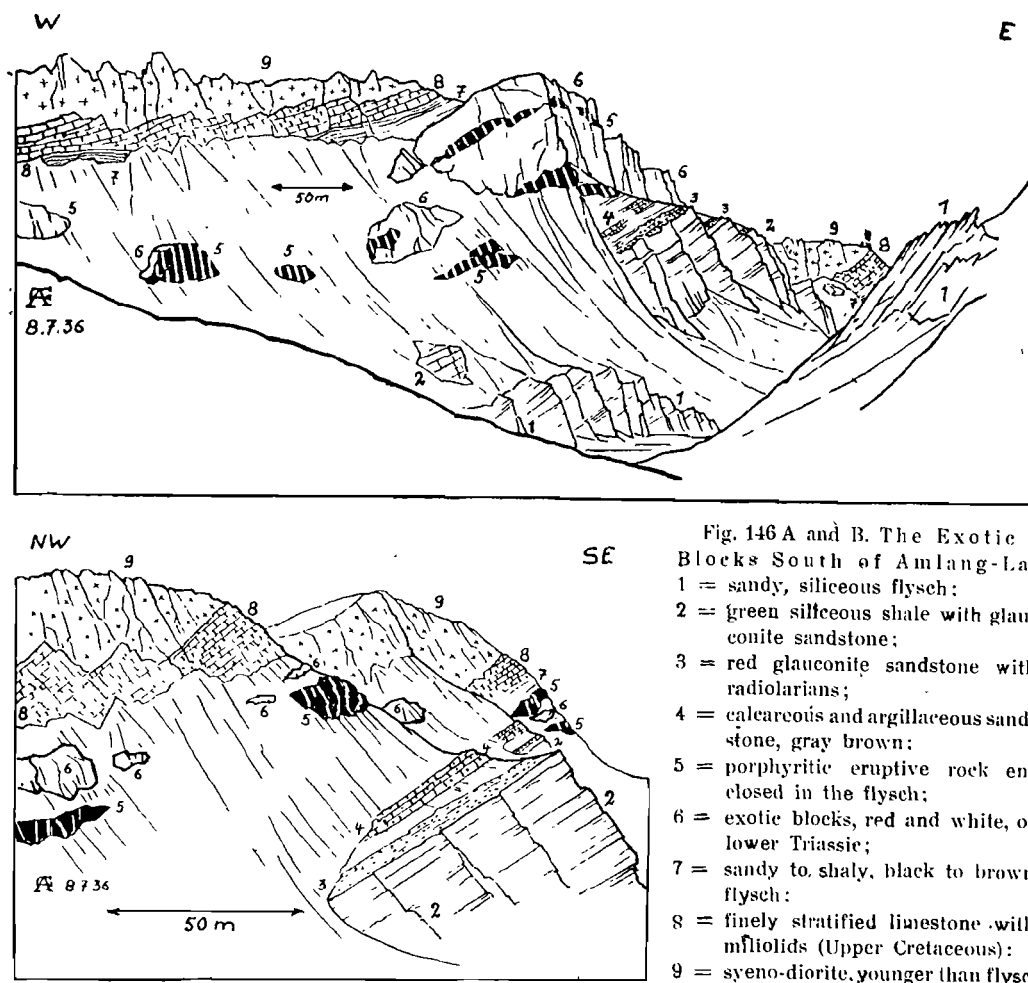 W
E
9
8
7
6
5
6
3
3
4
2
9
8
7
1
1
8
7
5
50m
6
6
5
5
5
2
1
1
Æ
8.7.36
NW
SE
9
8
9
8
7
5
6
5
6
5
6
6
8
6
6
5
4
2
4
3
2
2
Æ 8 7 36
50 m
Fig. 146 A and B. The Exotic
Blocks South of Amlang-La
1 = sandy, siliceous flysch:
2 = green siliceous shale with glau
conite sandstone;
3 = red glauconite sandstone with
radiolarians;
4 = calcareous and argillaceous sand
stone, gray brown;
5 = porphyritic eruptive rock en
closed in the flysch;
6 = exotic blocks, red and white, o
lower Triassic;
7 = sandy to shaly, black to brown
flysch:
8 = finely stratified limestone with
miliolids (Upper Cretaceous):
9 = syeno-diorite, younger than flysc